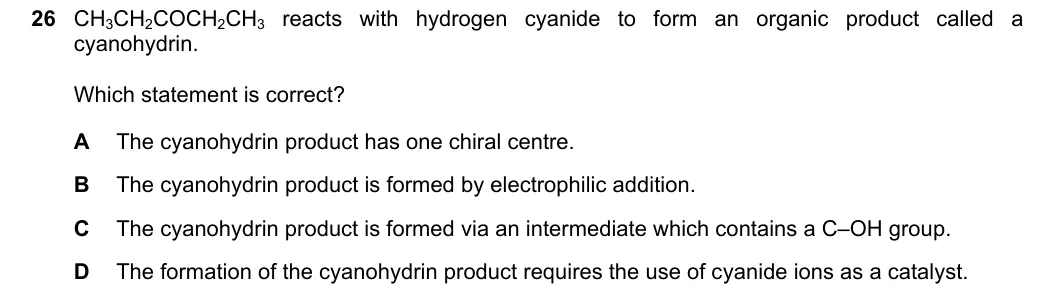 26 CH₃CH₂COCH₂CH₃ reacts with hydrogen cyanide to form an organic product called a
cyanohydrin.
Which statement is correct?
A The cyanohydrin product has one chiral centre.
B The cyanohydrin product is formed by electrophilic addition.
C The cyanohydrin product is formed via an intermediate which contains a C–OH group.
D The formation of the cyanohydrin product requires the use of cyanide ions as a catalyst.